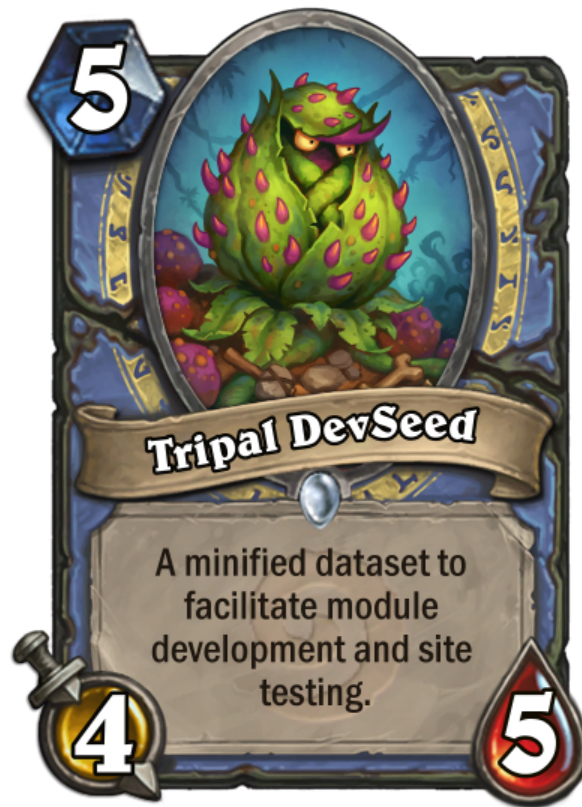 5
Tripal DevSeed
A minified dataset to
facilitate module
development and site
testing.
4
5